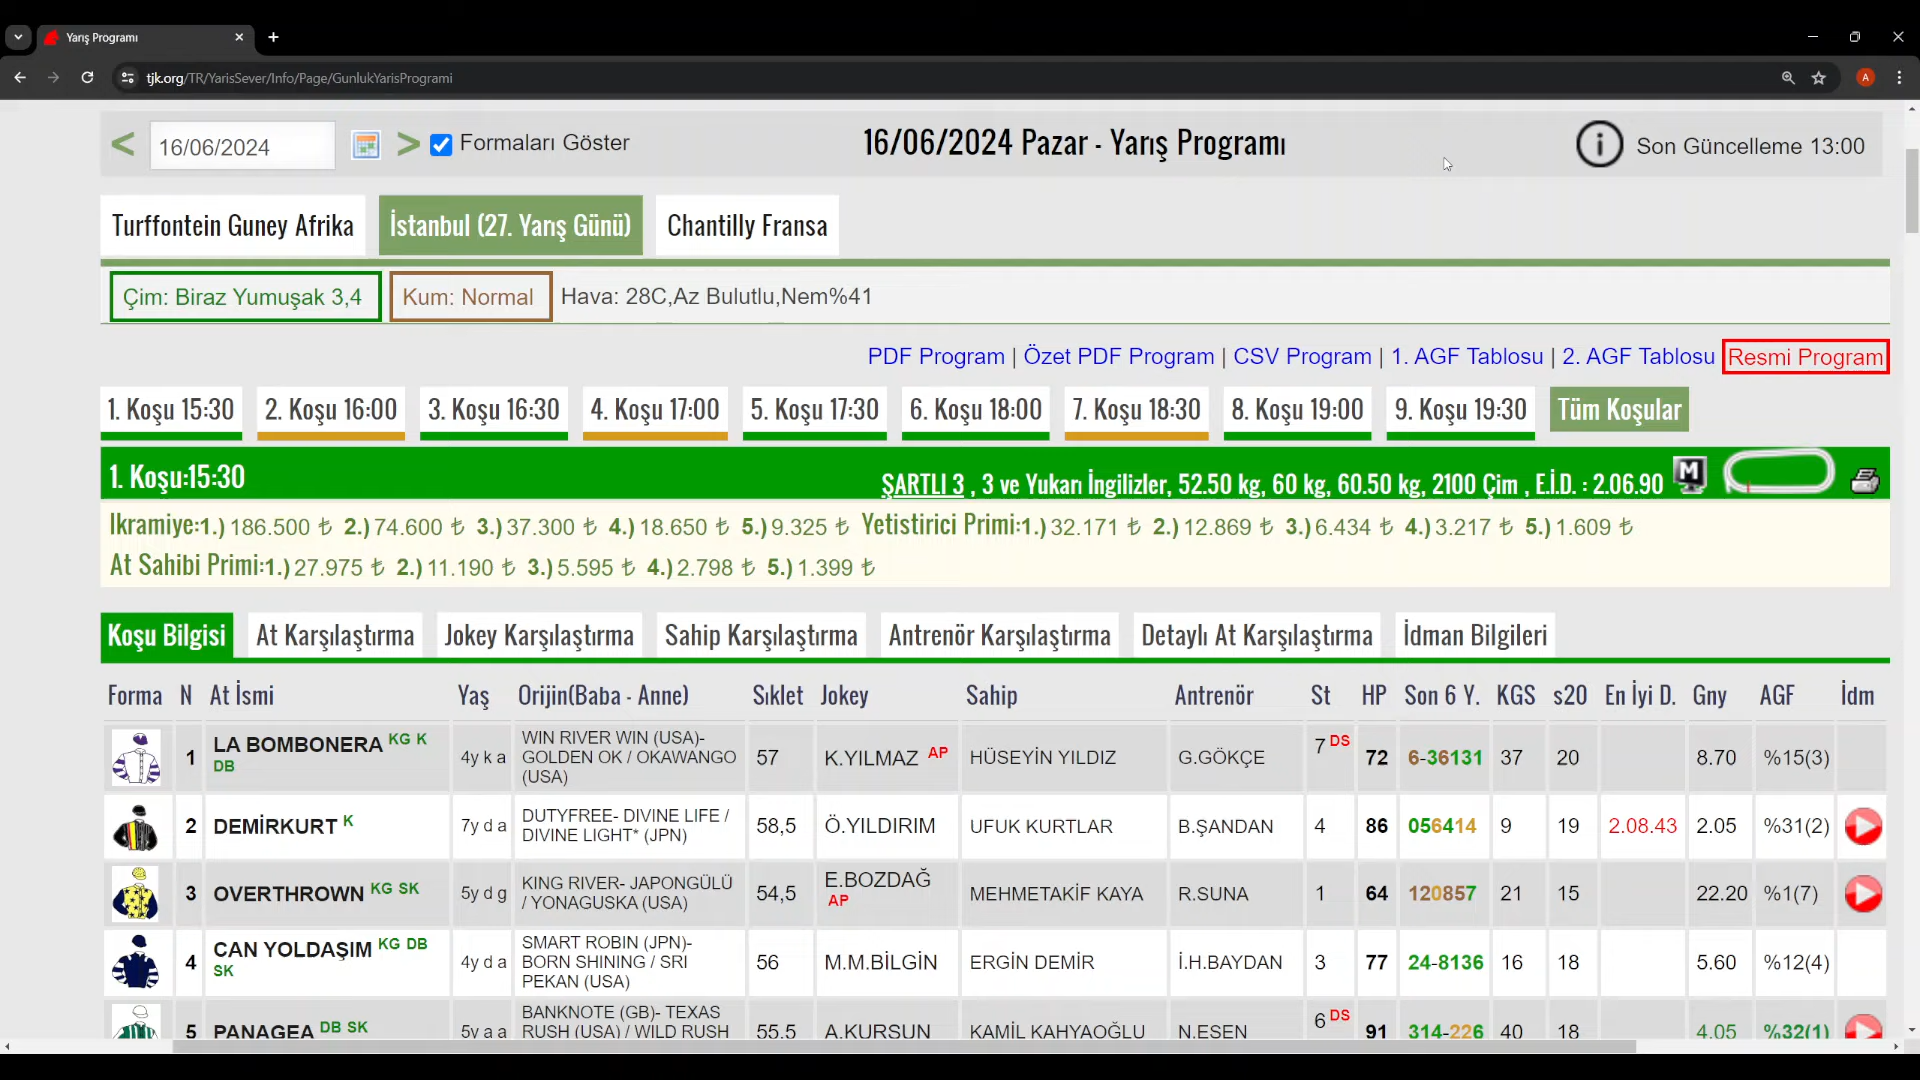 Yarış Programı
tjk.org/TR/YarisSever/Info/Page/GunlukYarisProgrami
A
< 16/06/2024 > Formaları Göster 16/06/2024 Pazar - Yarış Programı i Son Güncelleme 13:00
Turffontein Guney Afrika İstanbul (27. Yarış Günü) Chantilly Fransa
Çim: Biraz Yumuşak 3,4 Kum: Normal Hava: 28C,Az Bulutlu,Nem%41
PDF Program | Özet PDF Program | CSV Program | 1. AGF Tablosu | 2. AGF Tablosu Resmi Program
1. Koşu 15:30 2. Koşu 16:00 3. Koşu 16:30 4. Koşu 17:00 5. Koşu 17:30 6. Koşu 18:00 7. Koşu 18:30 8. Koşu 19:00 9. Koşu 19:30 Tüm Koşular
1. Koşu:15:30 ŞARTLI 3 , 3 ve Yukarı İngilizler, 52.50 kg, 60 kg, 60.50 kg, 2100 Çim , E.İ.D. : 2.06.90 M
Ikramiye:1.) 186.500 ₺ 2.) 74.600 ₺ 3.) 37.300 ₺ 4.) 18.650 ₺ 5.) 9.325 ₺ Yetistirici Primi:1.) 32.171 ₺ 2.) 12.869 ₺ 3.) 6.434 ₺ 4.) 3.217 ₺ 5.) 1.609 ₺
At Sahibi Primi:1.) 27.975 ₺ 2.) 11.190 ₺ 3.) 5.595 ₺ 4.) 2.798 ₺ 5.) 1.399 ₺
Koşu Bilgisi At Karşılaştırma Jokey Karşılaştırma Sahip Karşılaştırma Antrenör Karşılaştırma Detaylı At Karşılaştırma İdman Bilgileri
Forma N At İsmi Yaş Orijin(Baba - Anne) Sıklet Jokey Sahip Antrenör St HP Son 6 Y. KGS s20 En İyi D. Gny AGF İdm
1 LA BOMBONERA KG K DB 4y k a WIN RIVER WIN (USA)- GOLDEN OK / OKAWANGO (USA) 57 K.YILMAZ AP HÜSEYİN YILDIZ G.GÖKÇE 7 DS 72 6-36131 37 20 8.70 %15(3)
2 DEMİRKURT K 7y d a DUTYFREE- DIVINE LIFE / DIVINE LIGHT* (JPN) 58,5 Ö.YILDIRIM UFUK KURTLAR B.ŞANDAN 4 86 056414 9 19 2.08.43 2.05 %31(2)
3 OVERTHROWN KG SK 5y d g KING RIVER- JAPONGÜLÜ / YONAGUSKA (USA) 54,5 E.BOZDAĞ AP MEHMETAKİF KAYA R.SUNA 1 64 120857 21 15 22.20 %1(7)
4 CAN YOLDAŞIM KG DB SK 4y d a SMART ROBIN (JPN)- BORN SHINING / SRI PEKAN (USA) 56 M.M.BİLGİN ERGİN DEMİR İ.H.BAYDAN 3 77 24-8136 16 18 5.60 %12(4)
5 PANAGEA DB SK 5y a a BANKNOTE (GB)- TEXAS RUSH (USA) / WILD RUSH 55,5 A.KURSUN KAMİL KAHYAOĞLU N.ESEN 6 DS 91 314-226 40 18 4.05 %32(1)